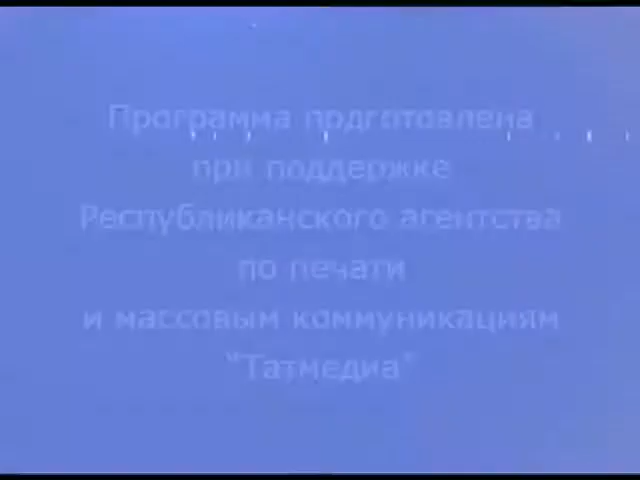 Программа подготовлена
при поддержке
Республиканского агентства
по печати
и массовым коммуникациям
"Татмедиа"